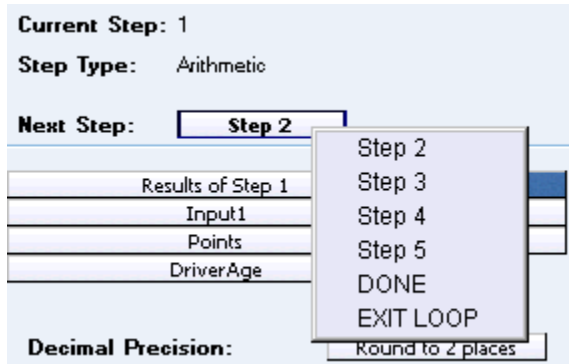 Current Step: 1
Step Type: Arithmetic
Next Step: Step 2
Step 2
Step 3
Step 4
Step 5
DONE
EXIT LOOP
Results of Step 1
Input1
Points
DriverAge
Decimal Precision: Round to 2 places